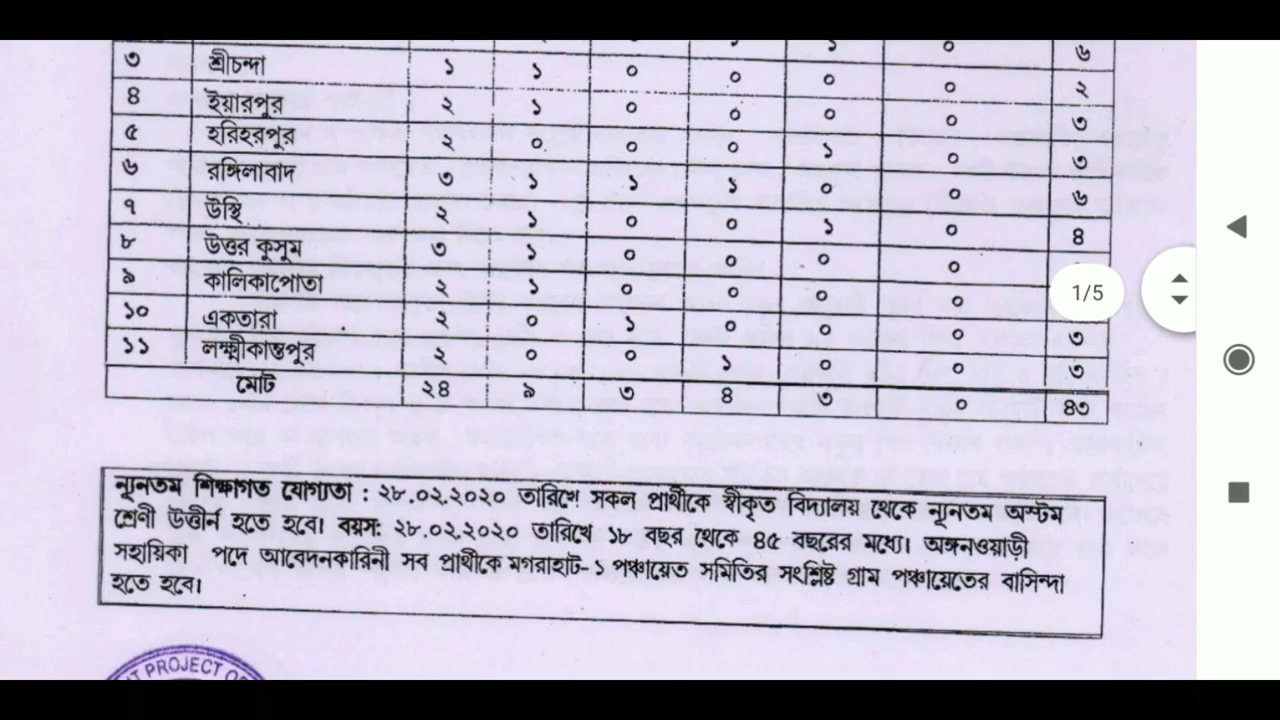 ০ ৬
৩ শ্রীচন্দা ১ ১ ০ ০ ০ ০ ২
৪ ইয়ারপুর ২ ১ ০ ০ ০ ০ ৩
৫ হরিহরপুর ২ ০ ০ ০ ১ ০ ৩
৬ রঙ্গিলাবাদ ৩ ১ ১ ১ ০ ০ ৬
৭ উস্থি ২ ১ ০ ০ ১ ০ ৪
৮ উত্তর কুসুম ৩ ১ ০ ০ ০ ০
৯ কালিকাপোতা ২ ১ ০ ০ ০ ০
১০ একতারা ২ ০ ১ ০ ০ ০ ৩
১১ লক্ষ্মীকান্তপুর ২ ০ ০ ১ ০ ০ ৩
মোট ২৪ ৯ ৩ ৪ ৩ ০ ৪৩
1/5
ন্যূনতম শিক্ষাগত যোগ্যতা : ২৮.০২.২০২০ তারিখে সকল প্রার্থীকে স্বীকৃত বিদ্যালয় থেকে ন্যূনতম অস্টম
শ্রেণী উত্তীর্ন হতে হবে। বয়স: ২৮.০২.২০২০ তারিখে ১৮ বছর থেকে ৪৫ বছরের মধ্যে। অঙ্গনওয়াড়ী
সহায়িকা পদে আবেদনকারিনী সব প্রার্থীকে মগরাহাট-১ পঞ্চায়েত সমিতির সংশ্লিষ্ট গ্রাম পঞ্চায়েতের বাসিন্দা
হতে হবে।
PROJECT